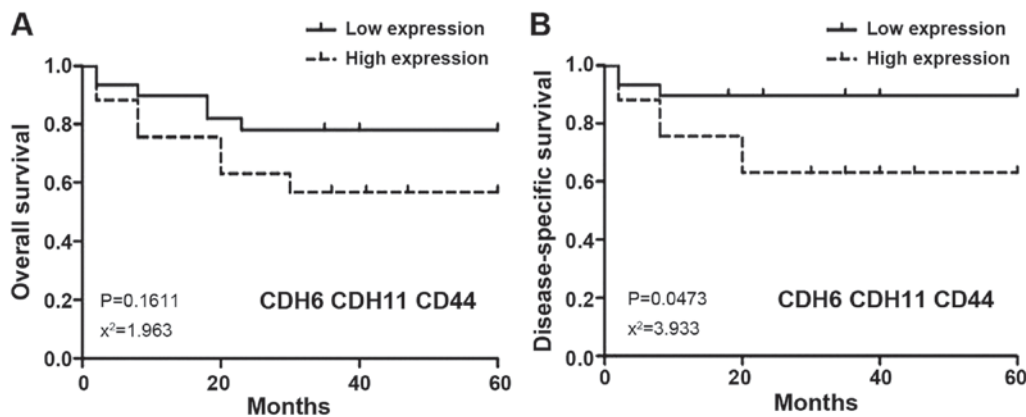 A
Low expression
High expression
1.0
0.8
0.6
0.4
0.2
0.0
Overall survival
P=0.1611
x²=1.963
CDH6 CDH11 CD44
0 20 40 60
Months
B
Low expression
High expression
1.0
0.8
0.6
0.4
0.2
0.0
Disease-specific survival
P=0.0473
x²=3.933
CDH6 CDH11 CD44
0 20 40 60
Months